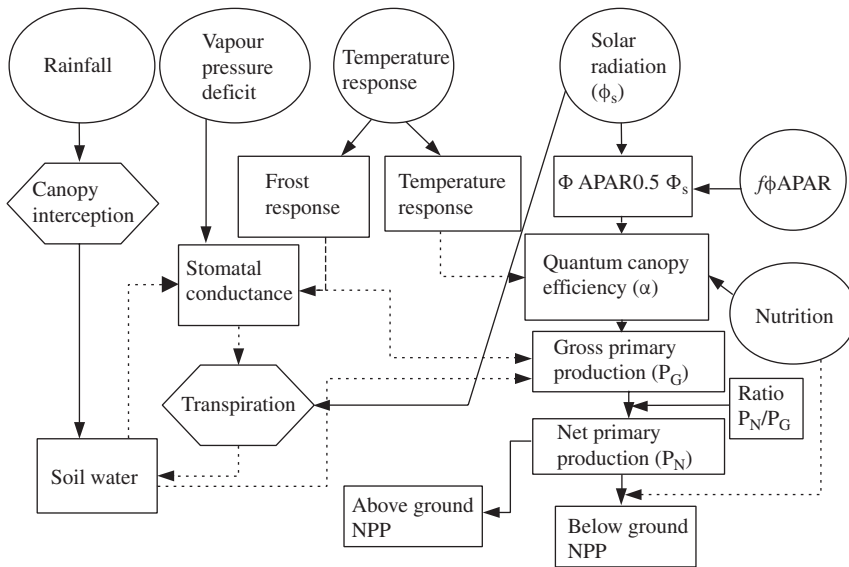 Rainfall
Vapour
pressure
deficit
Temperature
response
Solar
radiation
(ϕs)
Canopy
interception
Frost
response
Temperature
response
Φ APAR0.5 Φs
fϕAPAR
Stomatal
conductance
Quantum canopy
efficiency (α)
Nutrition
Gross primary
production (PG)
Transpiration
Ratio
PN/PG
Soil water
Net primary
production (PN)
Above ground
NPP
Below ground
NPP